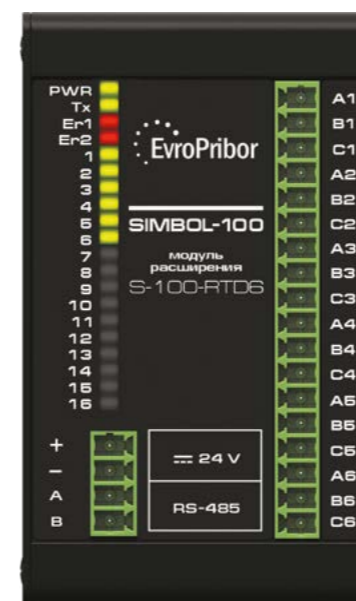 PWR
Tx
Er1
Er2
1
2
3
4
5
6
7
8
9
10
11
12
13
14
15
16
EvroPribor
SIMBOL-100
модуль
расширения
S-100-RTD6
+
−
A
B
24 V
RS-485
A1
B1
C1
A2
B2
C2
A3
B3
C3
A4
B4
C4
A5
B5
C5
A6
B6
C6